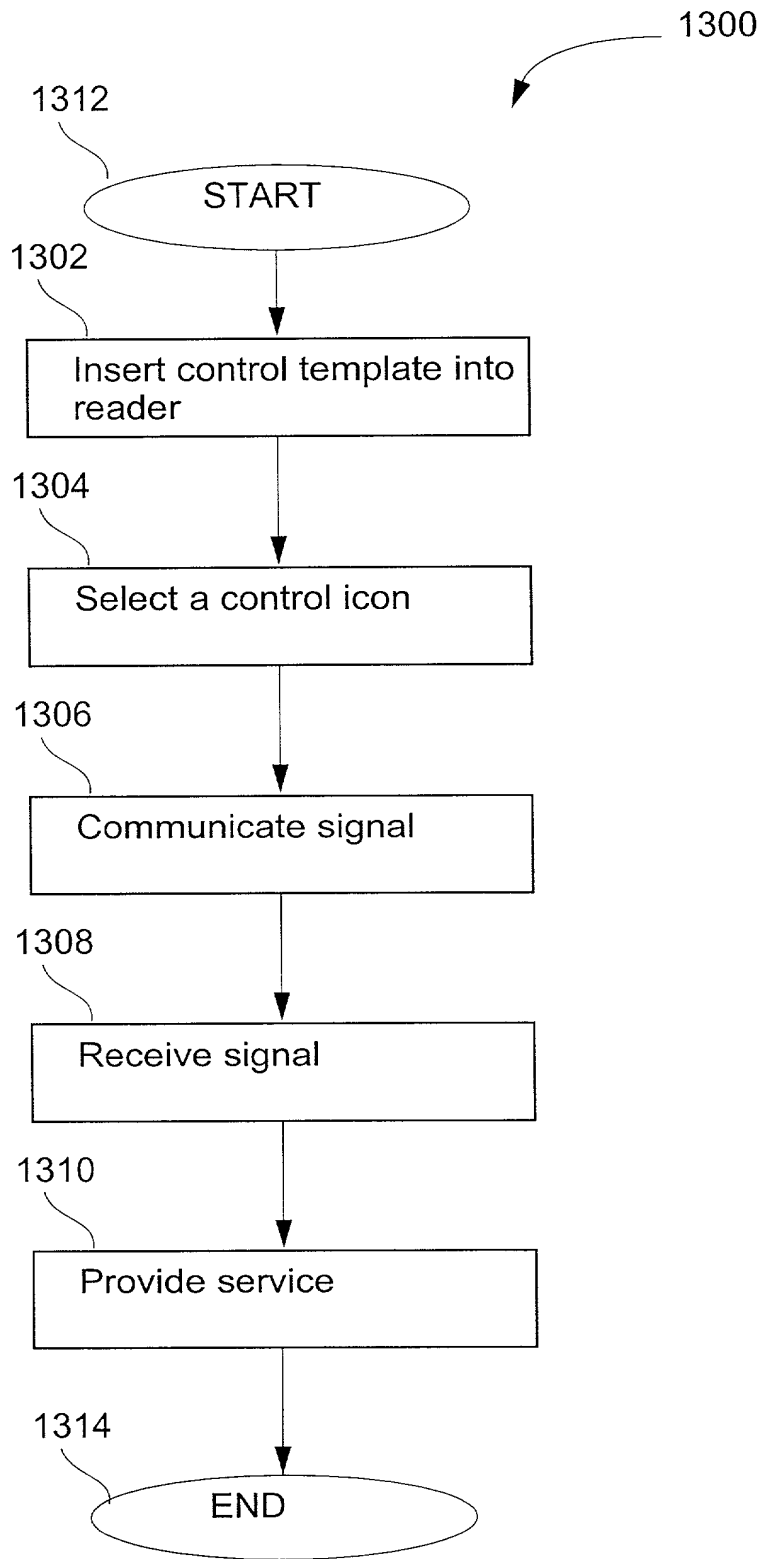 1300
1312
START
1302
Insert control template into
reader
1304
Select a control icon
1306
Communicate signal
1308
Receive signal
1310
Provide service
1314
END